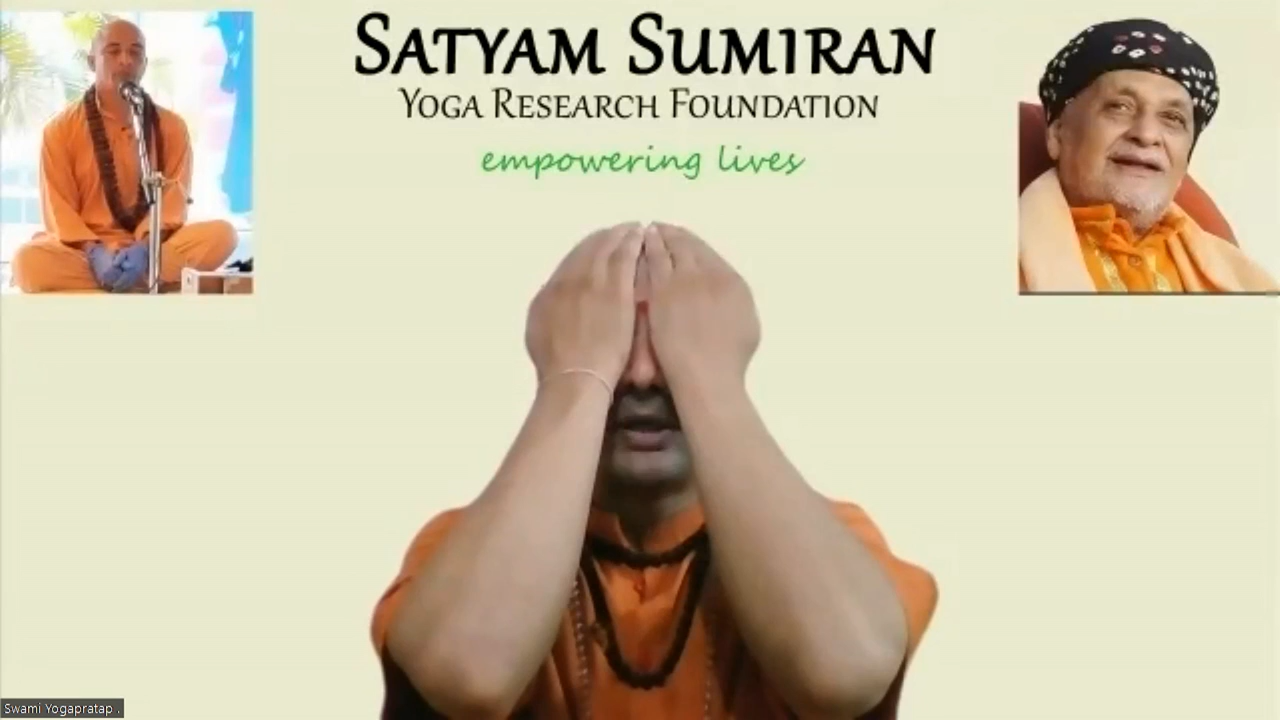 SATYAM SUMIRAN
YOGA RESEARCH FOUNDATION
empowering lives
Swami Yogapratap .